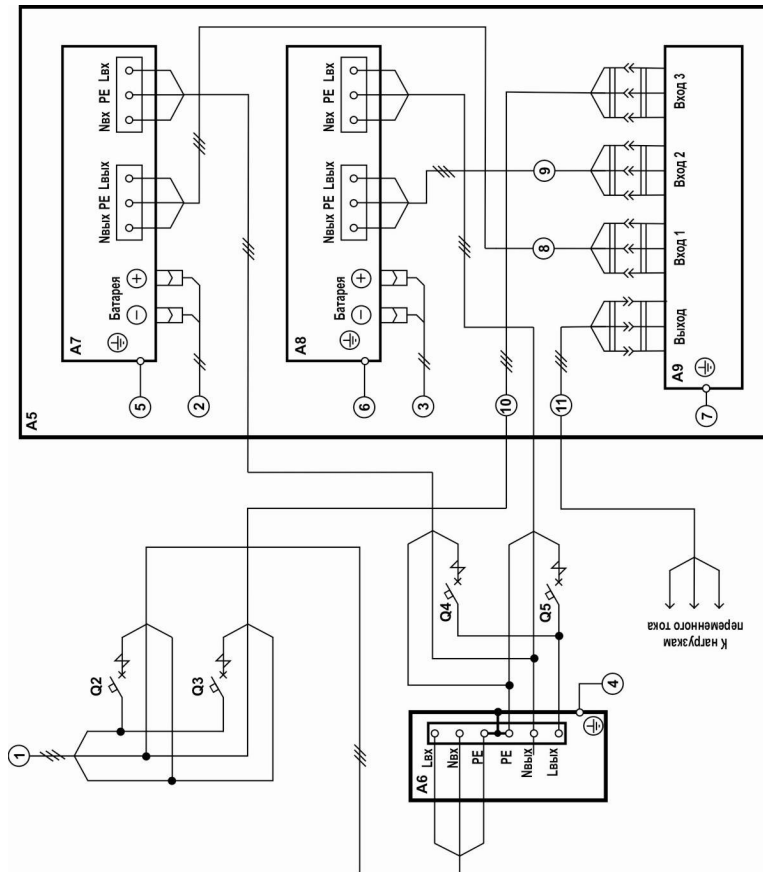 A5
A7
Nвх PE Lвх
Nвых PE Lвых
Батарея
− +
5
2
A8
Nвх PE Lвх
Nвых PE Lвых
Батарея
− +
6
3
A9
Выход
Вход 1
Вход 2
Вход 3
7
8
9
10
11
1
Q2
Q3
Q4
Q5
A6
Lвх
Nвх
PE
PE
Nвых
Lвых
4
К нагрузкам
переменного тока